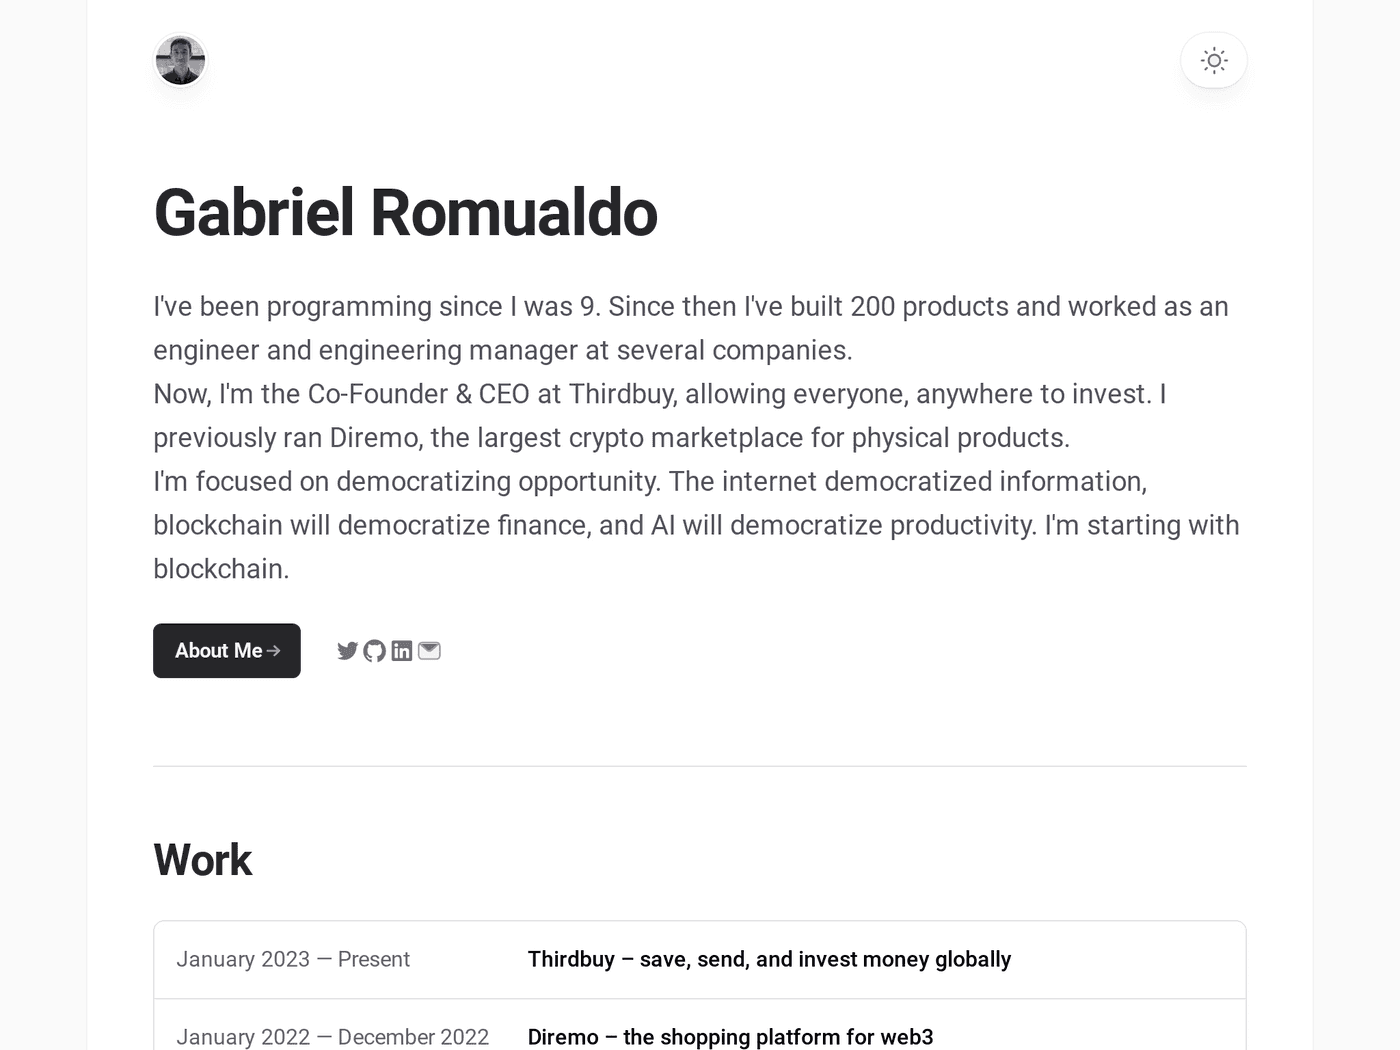 Gabriel Romualdo
I've been programming since I was 9. Since then I've built 200 products and worked as an
engineer and engineering manager at several companies.
Now, I'm the Co-Founder & CEO at Thirdbuy, allowing everyone, anywhere to invest. I
previously ran Diremo, the largest crypto marketplace for physical products.
I'm focused on democratizing opportunity. The internet democratized information,
blockchain will democratize finance, and AI will democratize productivity. I'm starting with
blockchain.
About Me →
Work
January 2023 — Present Thirdbuy – save, send, and invest money globally
January 2022 — December 2022 Diremo – the shopping platform for web3